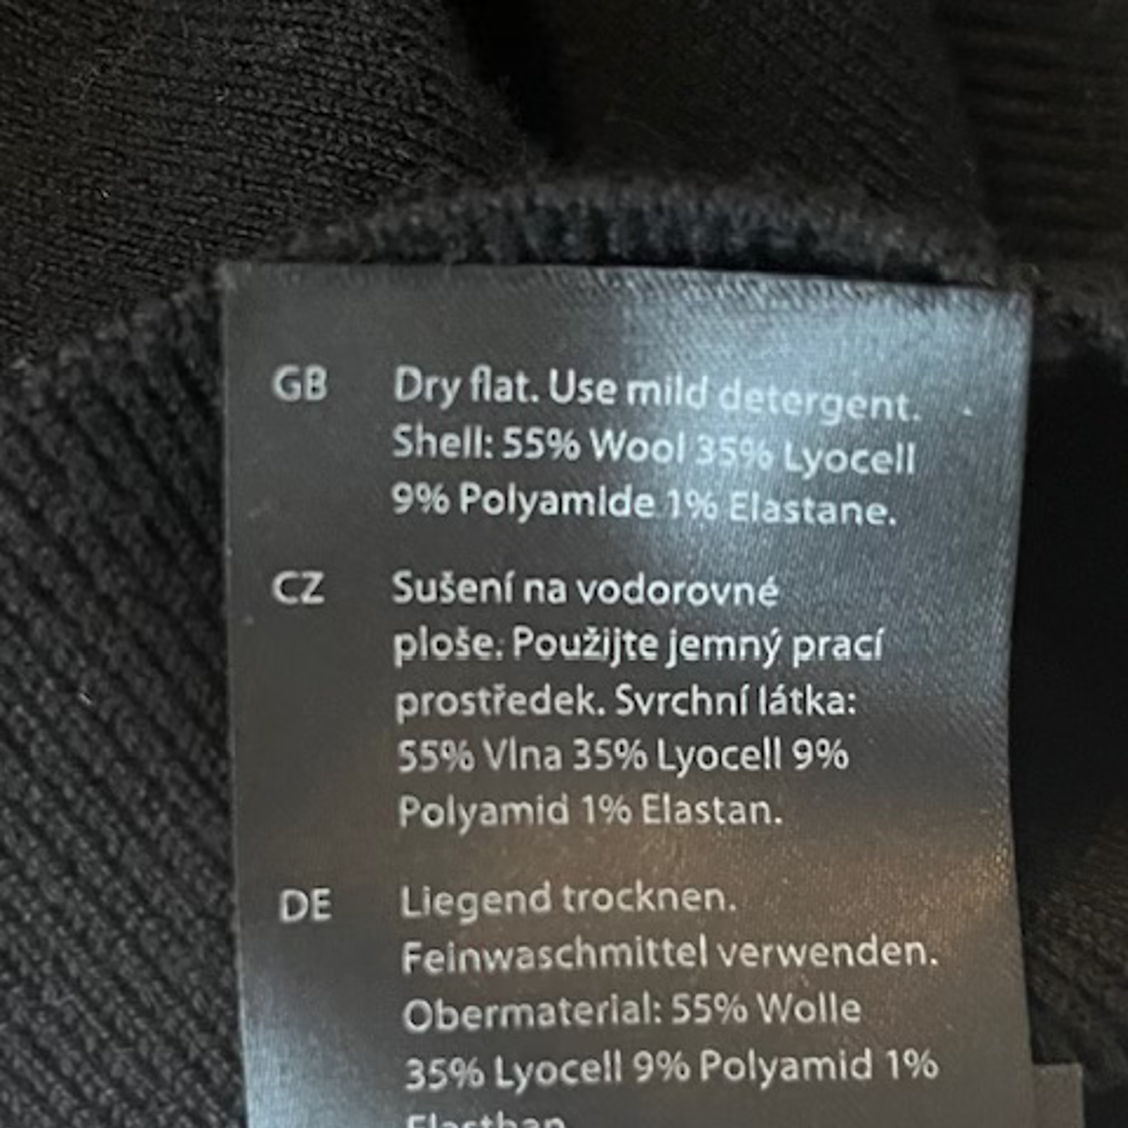 GB Dry flat. Use mild detergent.
Shell: 55% Wool 35% Lyocell
9% Polyamide 1% Elastane.
CZ Sušení na vodorovné
ploše. Použijte jemný prací
prostředek. Svrchní látka:
55% Vlna 35% Lyocell 9%
Polyamid 1% Elastan.
DE Liegend trocknen.
Feinwaschmittel verwenden.
Obermaterial: 55% Wolle
35% Lyocell 9% Polyamid 1%
Elasthan